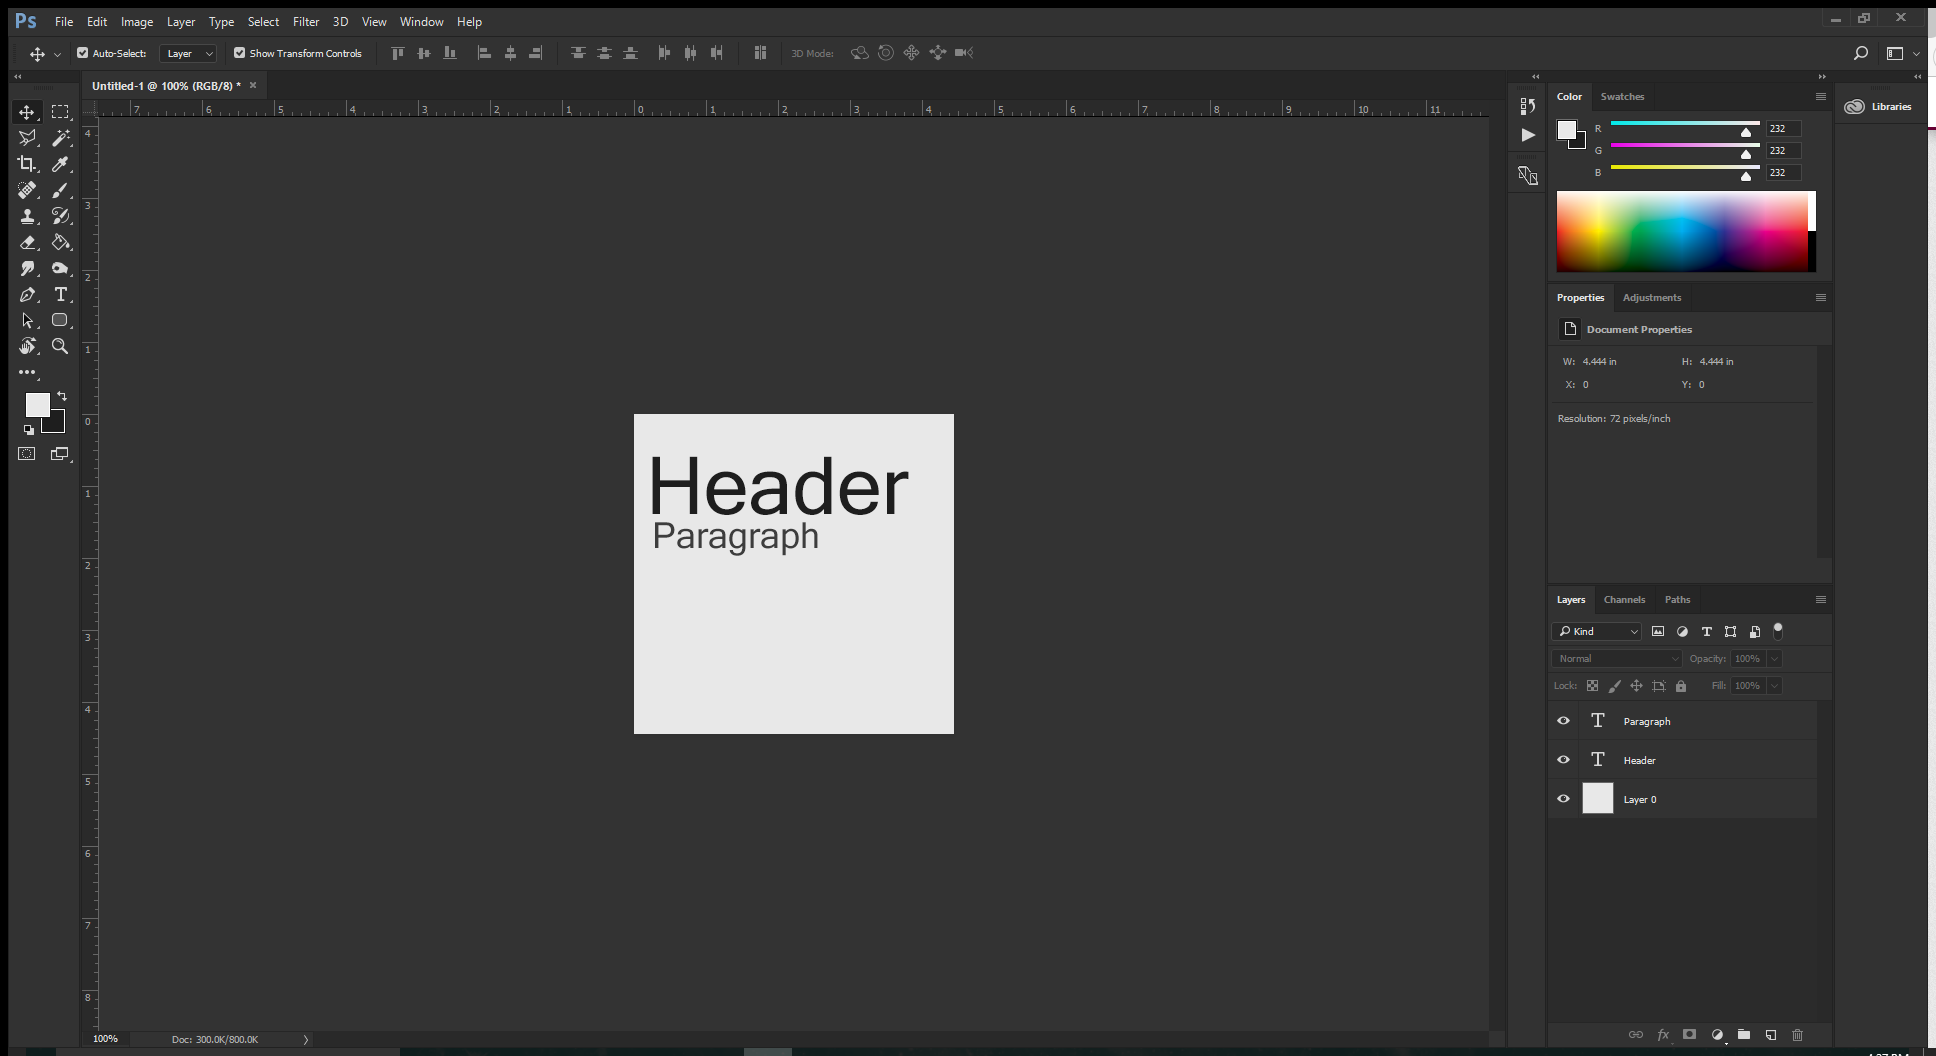 Ps File Edit Image Layer Type Select Filter 3D View Window Help
Auto-Select: Layer Show Transform Controls 3D Mode:
Untitled-1 @ 100% (RGB/8) * ×
7 6 5 4 3 2 1 0 1 2 3 4 5 6 7 8 9 10 11
4
3
2
1
0
1
2
3
4
5
6
7
8
Header
Paragraph
100% Doc: 300.0K/800.0K
Color Swatches
R 232
G 232
B 232
Libraries
Properties Adjustments
Document Properties
W: 4.444 in H: 4.444 in
X: 0 Y: 0
Resolution: 72 pixels/inch
Layers Channels Paths
Kind
Normal Opacity: 100%
Lock: Fill: 100%
T Paragraph
T Header
Layer 0
fx